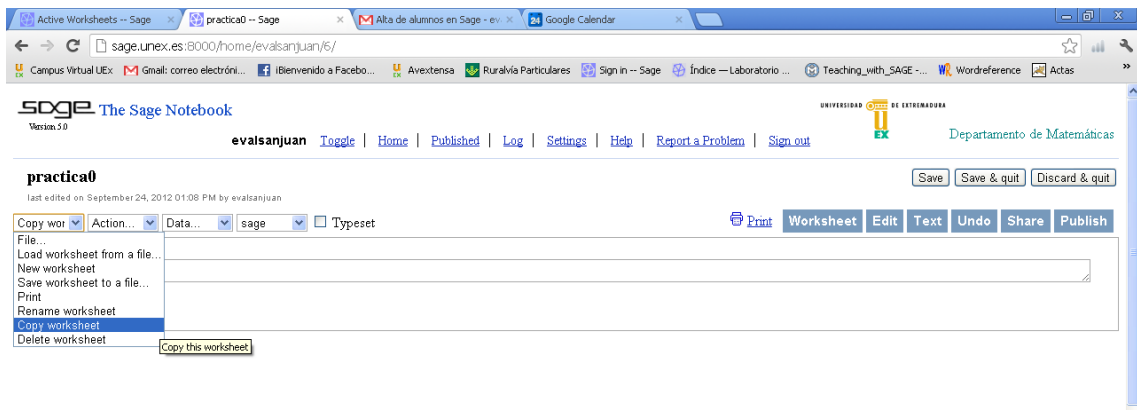 Active Worksheets -- Sage practica0 -- Sage Alta de alumnos en Sage - ev 24 Google Calendar
sage.unex.es:8000/home/evalsanjuan/6/
Campus Virtual UEx Gmail: correo electróni... iBienvenido a Facebo... Avextensa Ruralvía Particulares Sign in -- Sage Índice — Laboratorio ... Teaching_with_SAGE -... Wordreference Actas »
sage The Sage Notebook
Version 5.0
UNIVERSIDAD DE EXTREMADURA
UEX
Departamento de Matemáticas
evalsanjuan Toggle | Home | Published | Log | Settings | Help | Report a Problem | Sign out
practica0
Save Save & quit Discard & quit
last edited on September 24, 2012 01:08 PM by evalsanjuan
Copy wor Action... Data... sage Typeset Print Worksheet Edit Text Undo Share Publish
File...
Load worksheet from a file...
New worksheet
Save worksheet to a file...
Print
Rename worksheet
Copy worksheet
Delete worksheet
Copy this worksheet